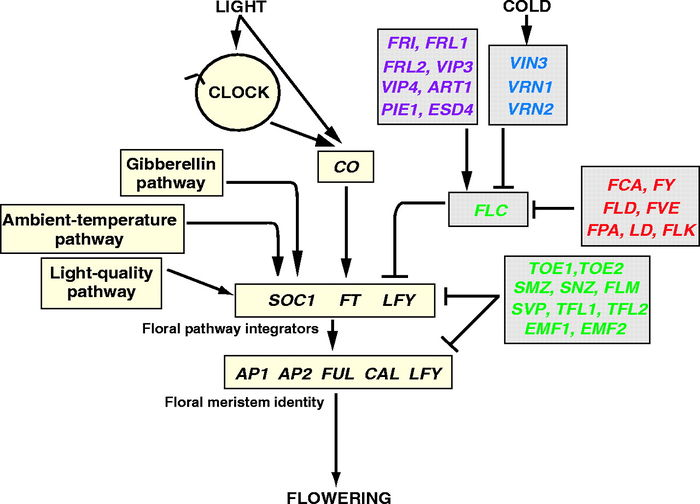 LIGHT
COLD
CLOCK
FRI, FRL1
FRL2, VIP3
VIP4, ART1
PIE1, ESD4
VIN3
VRN1
VRN2
CO
Gibberellin
pathway
FLC
FCA, FY
FLD, FVE
FPA, LD, FLK
Ambient-temperature
pathway
Light-quality
pathway
SOC1 FT LFY
Floral pathway integrators
TOE1,TOE2
SMZ, SNZ, FLM
SVP, TFL1, TFL2
EMF1, EMF2
AP1 AP2 FUL CAL LFY
Floral meristem identity
FLOWERING